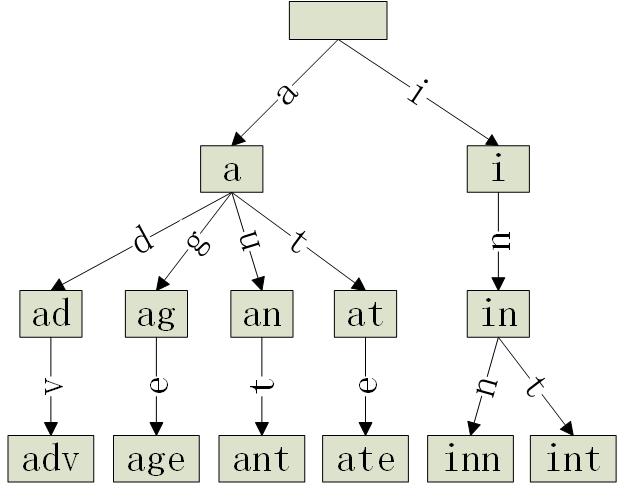 a i
a i
d g n t n
ad ag an at in
v e t e n t
adv age ant ate inn int